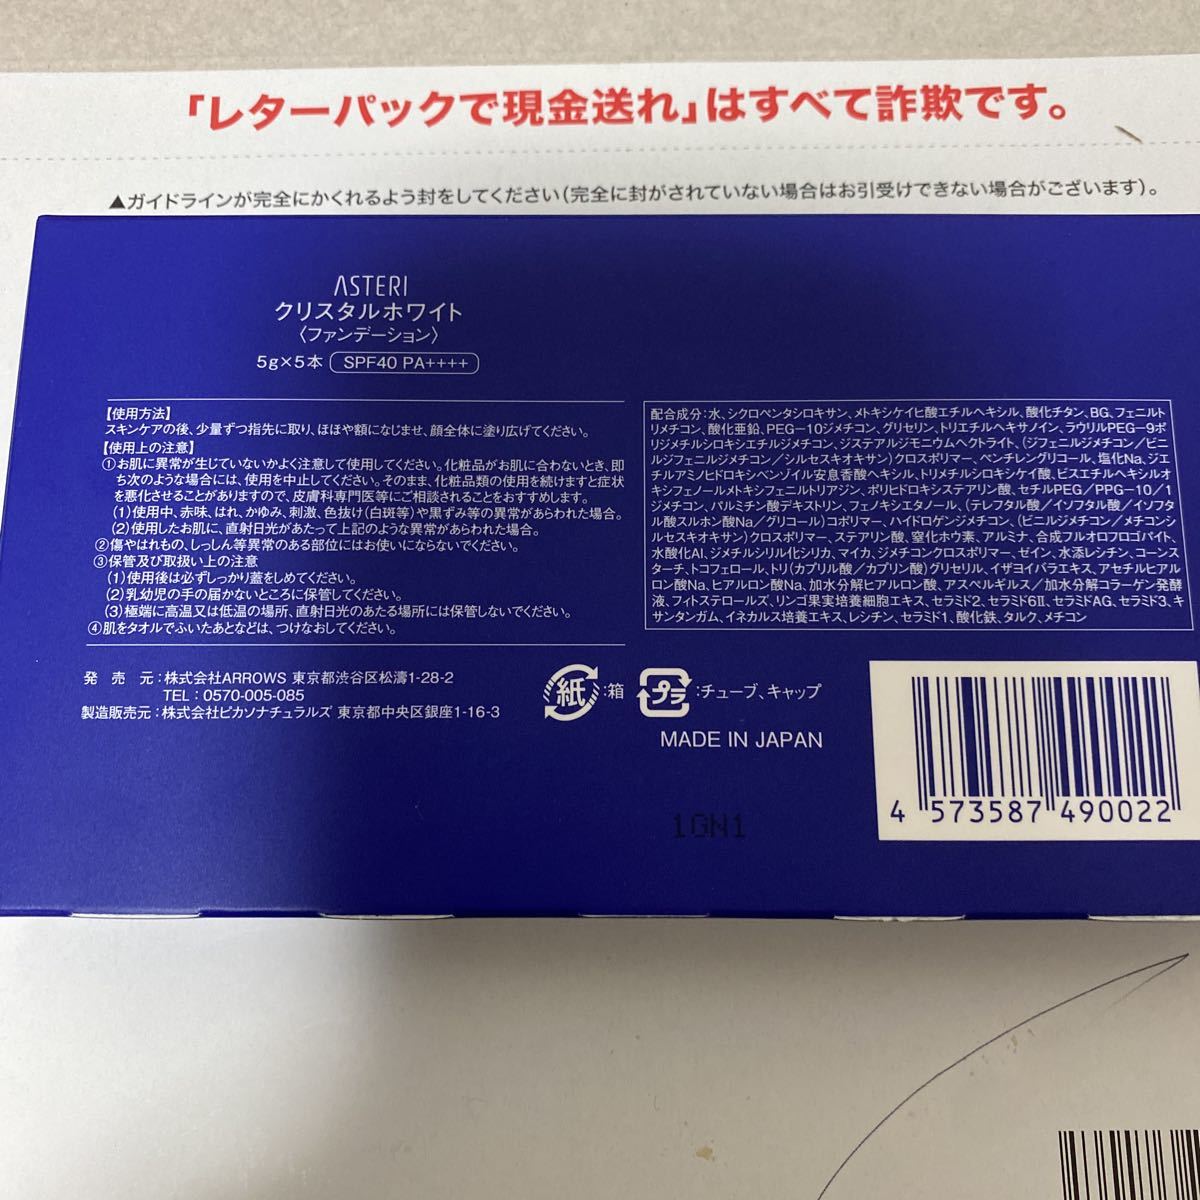 「レターパックで現金送れ」はすべて詐欺です。
▲ガイドラインが完全にかくれるよう封をしてください(完全に封がされていない場合はお引受けできない場合がございます)。
ASTERI
クリスタルホワイト
〈ファンデーション〉
5g×5本 SPF40 PA++++
【使用方法】
スキンケアの後、少量ずつ指先に取り、ほほや額になじませ、顔全体に塗り広げてください。
【使用上の注意】
①お肌に異常が生じていないかよく注意して使用してください。化粧品がお肌に合わないとき、即
ち次のような場合には、使用を中止してください。そのまま、化粧品類の使用を続けますと症状
を悪化させることがありますので、皮膚科専門医等にご相談されることをおすすめします。
(1)使用中、赤味、はれ、かゆみ、刺激、色抜け(白斑等)や黒ずみ等の異常があらわれた場合。
(2)使用したお肌に、直射日光があたって上記のような異常があらわれた場合。
②傷やはれもの、しっしん等異常のある部位にはお使いにならないでください。
③保管及び取扱い上の注意
(1)使用後は必ずしっかり蓋をしめてください。
(2)乳幼児の手の届かないところに保管してください。
(3)極端に高温又は低温の場所、直射日光のあたる場所には保管しないでください。
④肌をタオルでふいたあとなどは、つけなおしてください。
配合成分:水、シクロペンタシロキサン、メトキシケイヒ酸エチルヘキシル、酸化チタン、BG、フェニルト
リメチコン、酸化亜鉛、PEG-10ジメチコン、グリセリン、トリエチルヘキサノイン、ラウリルPEG-9ポ
リジメチルシロキシエチルジメチコン、ジステアルジモニウムヘクトライト、(ジフェニルジメチコン/ビニ
ルジフェニルジメチコン/シルセスキオキサン)クロスポリマー、ペンチレングリコール、塩化Na、ジエ
チルアミノヒドロキシベンゾイル安息香酸ヘキシル、トリメチルシロキシケイ酸、ビスエチルヘキシルオ
キシフェノールメトキシフェニルトリアジン、ポリヒドロキシステアリン酸、セチルPEG/PPG-10/1
ジメチコン、パルミチン酸デキストリン、フェノキシエタノール、(テレフタル酸/イソフタル酸/イソフタ
ル酸スルホン酸Na/グリコール)コポリマー、ハイドロゲンジメチコン、(ビニルジメチコン/メチコンシ
ルセスキオキサン)クロスポリマー、ステアリン酸、窒化ホウ素、アルミナ、合成フルオロフロゴパイト、
水酸化Al、ジメチルシリル化シリカ、マイカ、ジメチコンクロスポリマー、ゼイン、水添レシチン、コーンス
ターチ、トコフェロール、トリ(カプリル酸/カプリン酸)グリセリル、イザヨイバラエキス、アセチルヒアル
ロン酸Na、ヒアルロン酸Na、加水分解ヒアルロン酸、アスペルギルス/加水分解コラーゲン発酵
液、フィトステロールズ、リンゴ果実培養細胞エキス、セラミド2、セラミド6II、セラミドAG、セラミド3、キ
サンタンガム、イネカルス培養エキス、レシチン、セラミド1、酸化鉄、タルク、メチコン
発 売 元:株式会社ARROWS 東京都渋谷区松濤1-28-2
TEL:0570-005-085
製造販売元:株式会社ピカソナチュラルズ 東京都中央区銀座1-16-3
紙 :箱 プラ :チューブ、キャップ
MADE IN JAPAN
1GN1
4 573587 490022